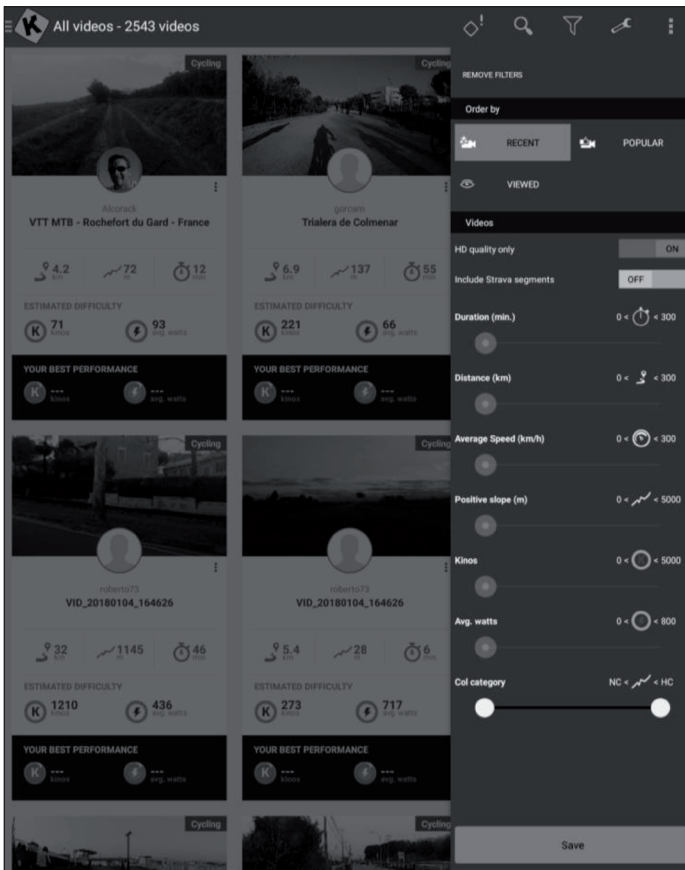 K All videos - 2543 videos
Cycling
Alcorack
VTT MTB - Rochefort du Gard - France
4.2 km 72 m 12 min
ESTIMATED DIFFICULTY
K 71 kinos 93 avg. watts
YOUR BEST PERFORMANCE
K --- kinos --- avg. watts
Cycling
gorcam
Trialera de Colmenar
6.9 km 137 m 55 min
ESTIMATED DIFFICULTY
K 221 kinos 66 avg. watts
YOUR BEST PERFORMANCE
K --- kinos --- avg. watts
Cycling
roberto73
VID_20180104_164626
32 km 1145 m 46 min
ESTIMATED DIFFICULTY
K 1210 kinos 436 avg. watts
YOUR BEST PERFORMANCE
K --- kinos --- avg. watts
Cycling
roberto73
VID_20180104_164626
5.4 km 28 m 6 min
ESTIMATED DIFFICULTY
K 273 kinos 717 avg. watts
YOUR BEST PERFORMANCE
K --- kinos --- avg. watts
Cycling
Cycling
REMOVE FILTERS
Order by
RECENT POPULAR
VIEWED
Videos
HD quality only ON
Include Strava segments OFF
Duration (min.) 0 < < 300
Distance (km) 0 < < 300
Average Speed (km/h) 0 < < 300
Positive slope (m) 0 < < 5000
Kinos 0 < < 5000
Avg. watts 0 < < 800
Col category NC < < HC
Save